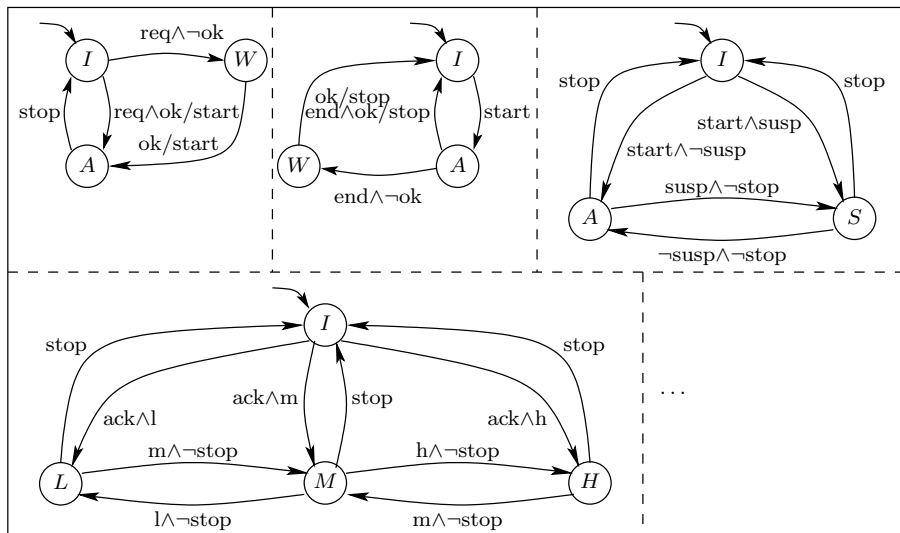 I
req∧¬ok
W
stop
req∧ok/start
ok/start
A
I
ok/stop
end∧ok/stop
start
W
A
end∧¬ok
I
stop
stop
start∧susp
start∧¬susp
A
susp∧¬stop
S
¬susp∧¬stop
I
stop
stop
ack∧m
stop
ack∧l
ack∧h
m∧¬stop
h∧¬stop
L
M
H
l∧¬stop
m∧¬stop
...